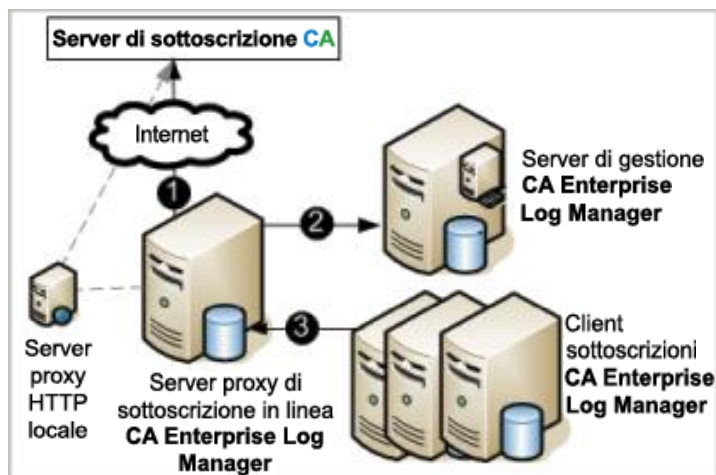 Server di sottoscrizione CA
Internet
1
2
Server di gestione
CA Enterprise
Log Manager
3
Server
proxy
HTTP
locale
Server proxy di
sottoscrizione in linea
CA Enterprise Log
Manager
Client
sottoscrizioni
CA Enterprise
Log Manager